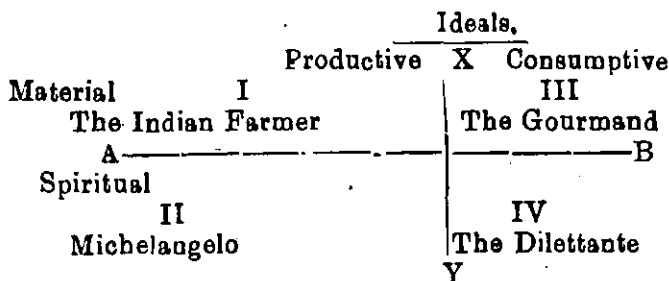 Ideals.
Productive X Consumptive
Material I III
The Indian Farmer The Gourmand
A B
Spiritual
II IV
Michelangelo The Dilettante
Y